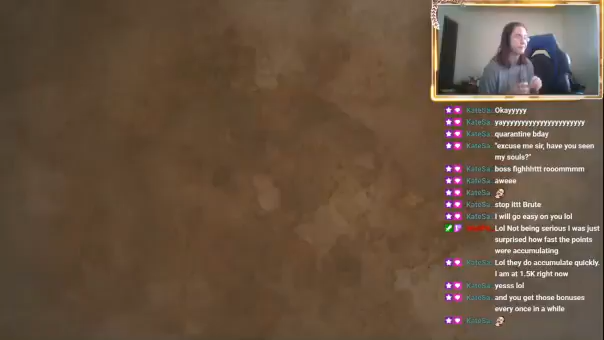 KateSa: Okayyyyy
KateSa: yayyyyyyyyyyyyyyyyyyyyyy
KateSa: quarantine bday
KateSa: "excuse me sir, have you seen
my souls?"
KateSa: boss fighhhttt rooommmm
KateSa: aweee
KateSa:
KateSa: stop ittt Brute
KateSa: I will go easy on you lol
Lol Not being serious I was just
surprised how fast the points
were accumulating
KateSa: Lol they do accumulate quickly.
I am at 1.5K right now
KateSa: yesss lol
KateSa: and you get those bonuses
every once in a while
KateSa: